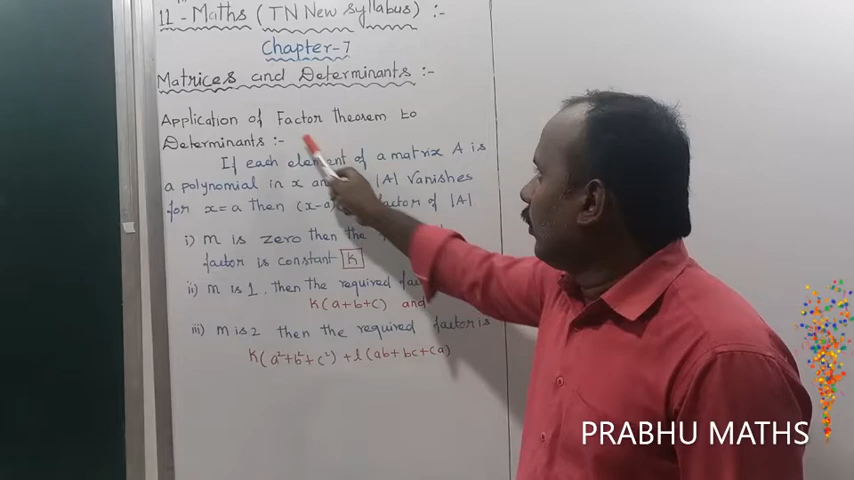 11 - Maths (TN New Syllabus) :-
Chapter-7
Matrices and Determinants :-
Application of Factor theorem to
Determinants :-
If each element of a matrix A is
a polynomial in x and |A| Vanishes
for x=a then (x-a) factor of |A|
i) m is zero then the
factor is constant k
ii) m is 1, then the required
k(a+b+c) and
iii) m is 2 then the required factor is
k(a²+b²+c²)+l(ab+bc+ca)
PRABHU MATHS